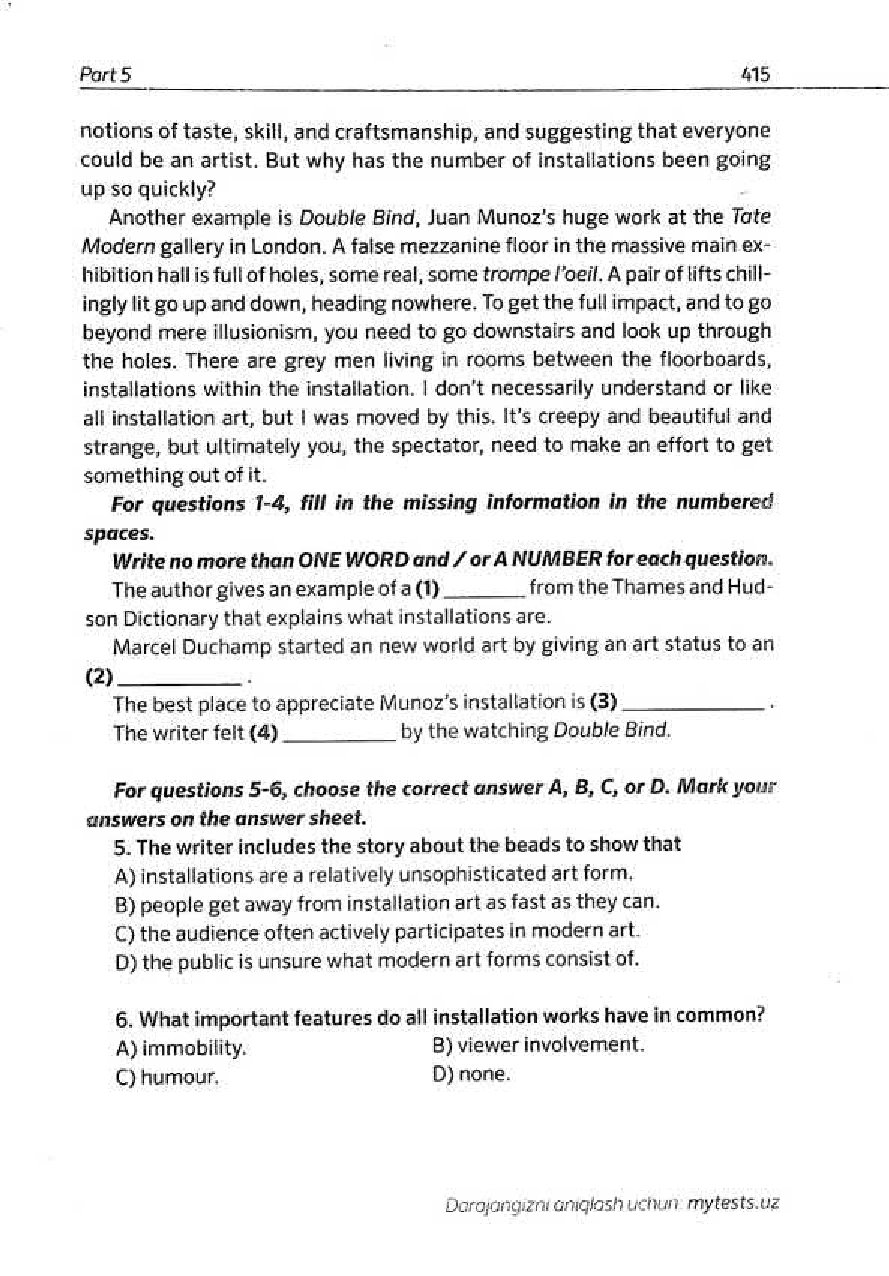 Part 5 415
notions of taste, skill, and craftsmanship, and suggesting that everyone
could be an artist. But why has the number of installations been going
up so quickly?
Another example is Double Bind, Juan Munoz's huge work at the Tate
Modern gallery in London. A false mezzanine floor in the massive main ex-
hibition hall is full of holes, some real, some trompe l'oeil. A pair of lifts chill-
ingly lit go up and down, heading nowhere. To get the full impact, and to go
beyond mere illusionism, you need to go downstairs and look up through
the holes. There are grey men living in rooms between the floorboards,
installations within the installation. I don't necessarily understand or like
all installation art, but I was moved by this. It's creepy and beautiful and
strange, but ultimately you, the spectator, need to make an effort to get
something out of it.
For questions 1-4, fill in the missing information in the numbered
spaces.
Write no more than ONE WORD and / or A NUMBER for each question.
The author gives an example of a (1) ________ from the Thames and Hud-
son Dictionary that explains what installations are.
Marcel Duchamp started an new world art by giving an art status to an
(2) ____________ .
The best place to appreciate Munoz's installation is (3) ______________ .
The writer felt (4) ___________ by the watching Double Bind.
For questions 5-6, choose the correct answer A, B, C, or D. Mark your
answers on the answer sheet.
5. The writer includes the story about the beads to show that
A) installations are a relatively unsophisticated art form.
B) people get away from installation art as fast as they can.
C) the audience often actively participates in modern art.
D) the public is unsure what modern art forms consist of.
6. What important features do all installation works have in common?
A) immobility. B) viewer involvement.
C) humour. D) none.
Darajangizni aniqlash uchun: mytests.uz